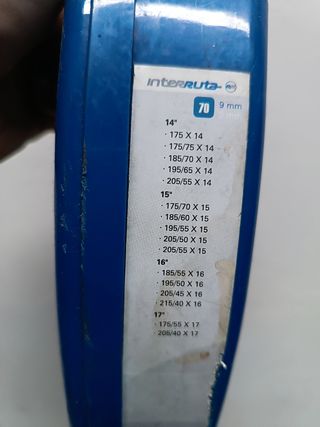 interruta
70 9 mm
14"
· 175 X 14
· 175/75 X 14
· 185/70 X 14
· 195/65 X 14
· 205/55 X 14
15"
· 175/70 X 15
· 185/60 X 15
· 195/55 X 15
· 205/50 X 15
· 205/55 X 15
16"
· 185/55 X 16
· 195/50 X 16
· 205/45 X 16
· 215/40 X 16
17"
· 175/55 X 17
· 205/40 X 17